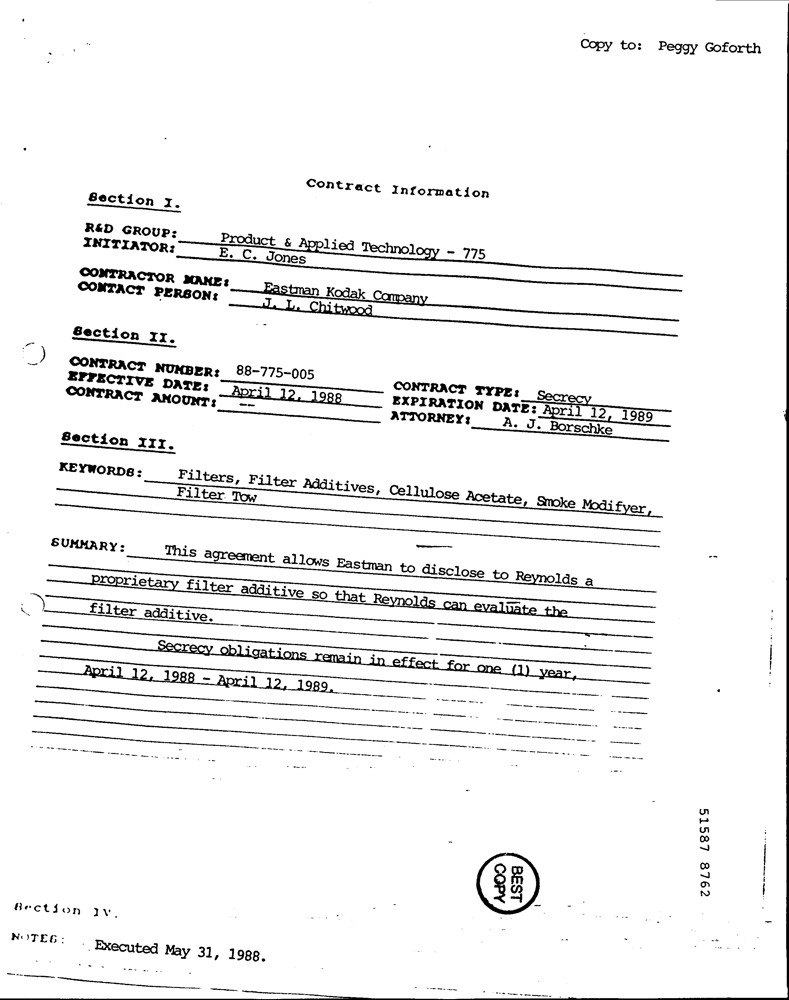 Copy to: Peggy Goforth
Contract Information
Section I.
R&D GROUP: Product & Applied Technology - 775
INITIATOR: E. C. Jones
CONTRACTOR NAME: Eastman Kodak Company
CONTACT PERSON: J. L. Chitwood
Section II.
CONTRACT NUMBER: 88-775-005
EFFECTIVE DATE: April 12, 1988 CONTRACT TYPE: Secrecy
CONTRACT AMOUNT: -- EXPIRATION DATE: April 12, 1989
ATTORNEY: A. J. Borschke
Section III.
KEYWORDS: Filters, Filter Additives, Cellulose Acetate, Smoke Modifyer,
Filter Tow
SUMMARY: This agreement allows Eastman to disclose to Reynolds a
proprietary filter additive so that Reynolds can evaluate the
filter additive.
Secrecy obligations remain in effect for one (1) year,
April 12, 1988 - April 12, 1989.
51587 8762
BEST
COPY
Section IV.
NOTES: Executed May 31, 1988.